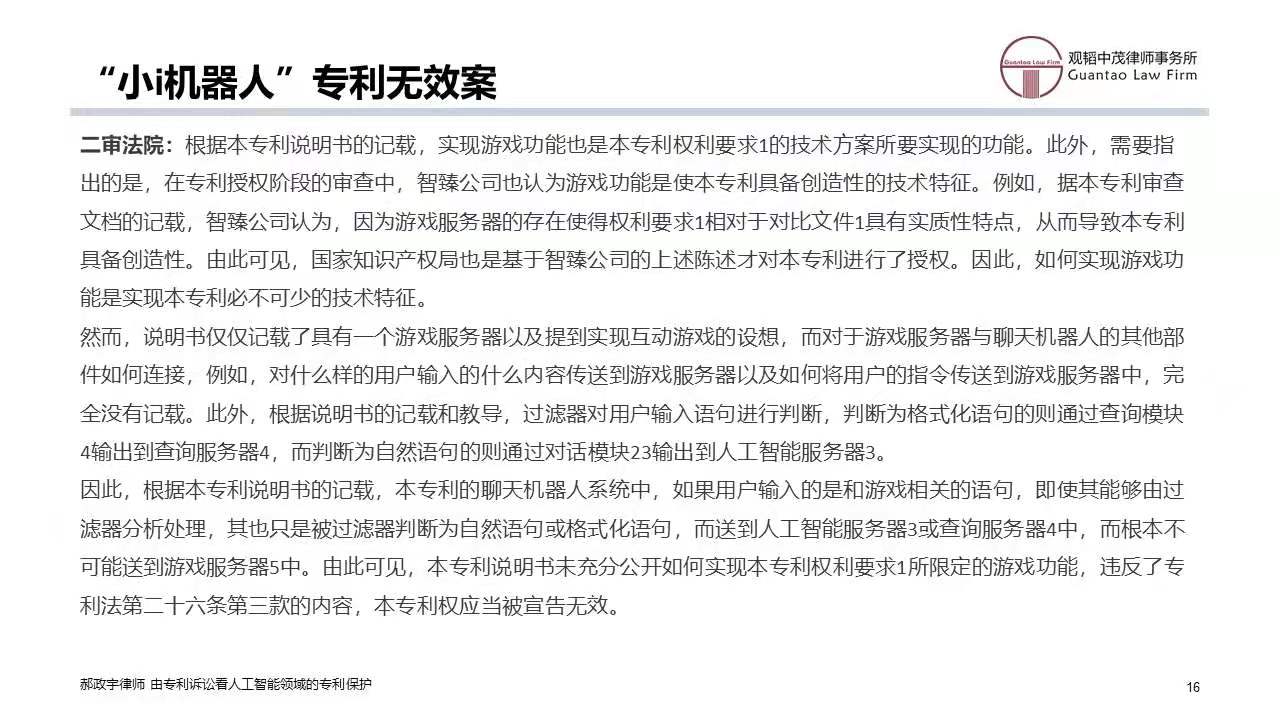 “小i机器人”专利无效案
Guantao Law Firm
观韬中茂律师事务所
Guantao Law Firm
二审法院：根据本专利说明书的记载，实现游戏功能也是本专利权利要求1的技术方案所要实现的功能。此外，需要指
出的是，在专利授权阶段的审查中，智臻公司也认为游戏功能是使本专利具备创造性的技术特征。例如，据本专利审查
文档的记载，智臻公司认为，因为游戏服务器的存在使得权利要求1相对于对比文件1具有实质性特点，从而导致本专利
具备创造性。由此可见，国家知识产权局也是基于智臻公司的上述陈述才对本专利进行了授权。因此，如何实现游戏功
能是实现本专利必不可少的技术特征。
然而，说明书仅仅记载了具有一个游戏服务器以及提到实现互动游戏的设想，而对于游戏服务器与聊天机器人的其他部
件如何连接，例如，对什么样的用户输入的什么内容传送到游戏服务器以及如何将用户的指令传送到游戏服务器中，完
全没有记载。此外，根据说明书的记载和教导，过滤器对用户输入语句进行判断，判断为格式化语句的则通过查询模块
4输出到查询服务器4，而判断为自然语句的则通过对话模块23输出到人工智能服务器3。
因此，根据本专利说明书的记载，本专利的聊天机器人系统中，如果用户输入的是和游戏相关的语句，即使其能够由过
滤器分析处理，其也只是被过滤器判断为自然语句或格式化语句，而送到人工智能服务器3或查询服务器4中，而根本不
可能送到游戏服务器5中。由此可见，本专利说明书未充分公开如何实现本专利权利要求1所限定的游戏功能，违反了专
利法第二十六条第三款的内容，本专利权应当被宣告无效。
郝政宇律师 由专利诉讼看人工智能领域的专利保护
16